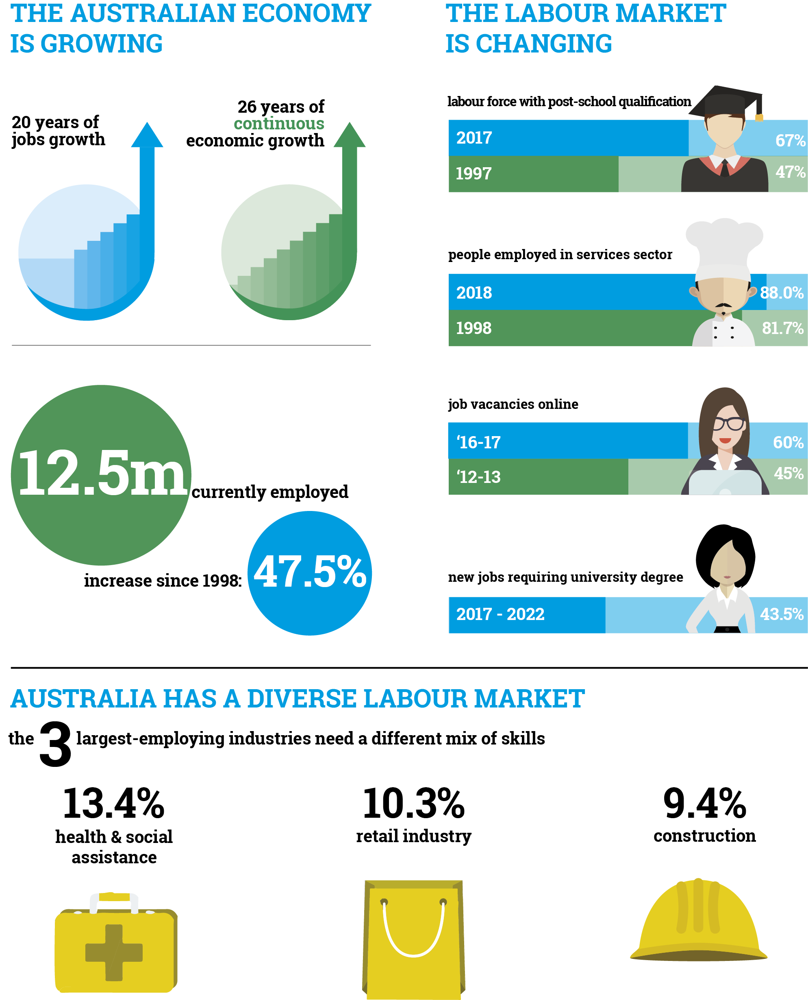 THE AUSTRALIAN ECONOMY
IS GROWING
20 years of
jobs growth
26 years of
continuous
economic growth
12.5m
currently employed
increase since 1998:
47.5%
THE LABOUR MARKET
IS CHANGING
labour force with post-school qualification
2017 67%
1997 47%
people employed in services sector
2018 88.0%
1998 81.7%
job vacancies online
‘16-17 60%
‘12-13 45%
new jobs requiring university degree
2017 - 2022 43.5%
AUSTRALIA HAS A DIVERSE LABOUR MARKET
the 3 largest-employing industries need a different mix of skills
13.4%
health & social
assistance
10.3%
retail industry
9.4%
construction